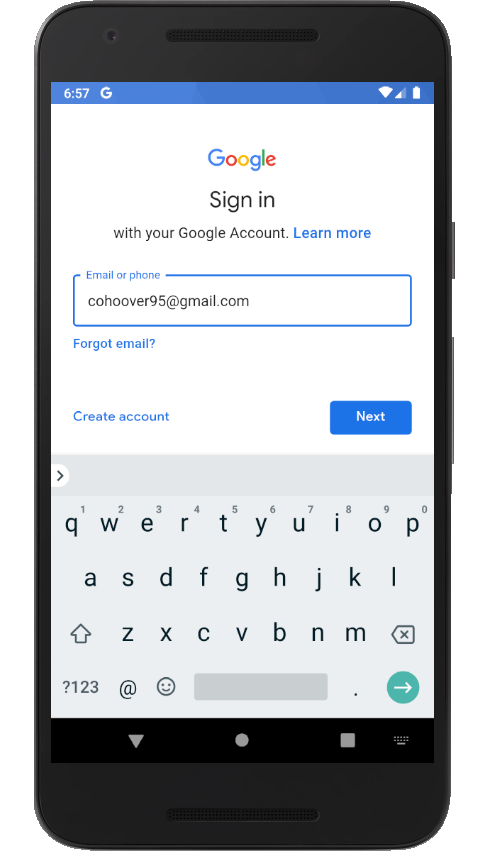 6:57 G
Google
Sign in
with your Google Account. Learn more
Email or phone
cohoover95@gmail.com
Forgot email?
Create account Next
1 2 3 4 5 6 7 8 9 0
q w e r t y u i o p
a s d f g h j k l
z x c v b n m
?123 @ .